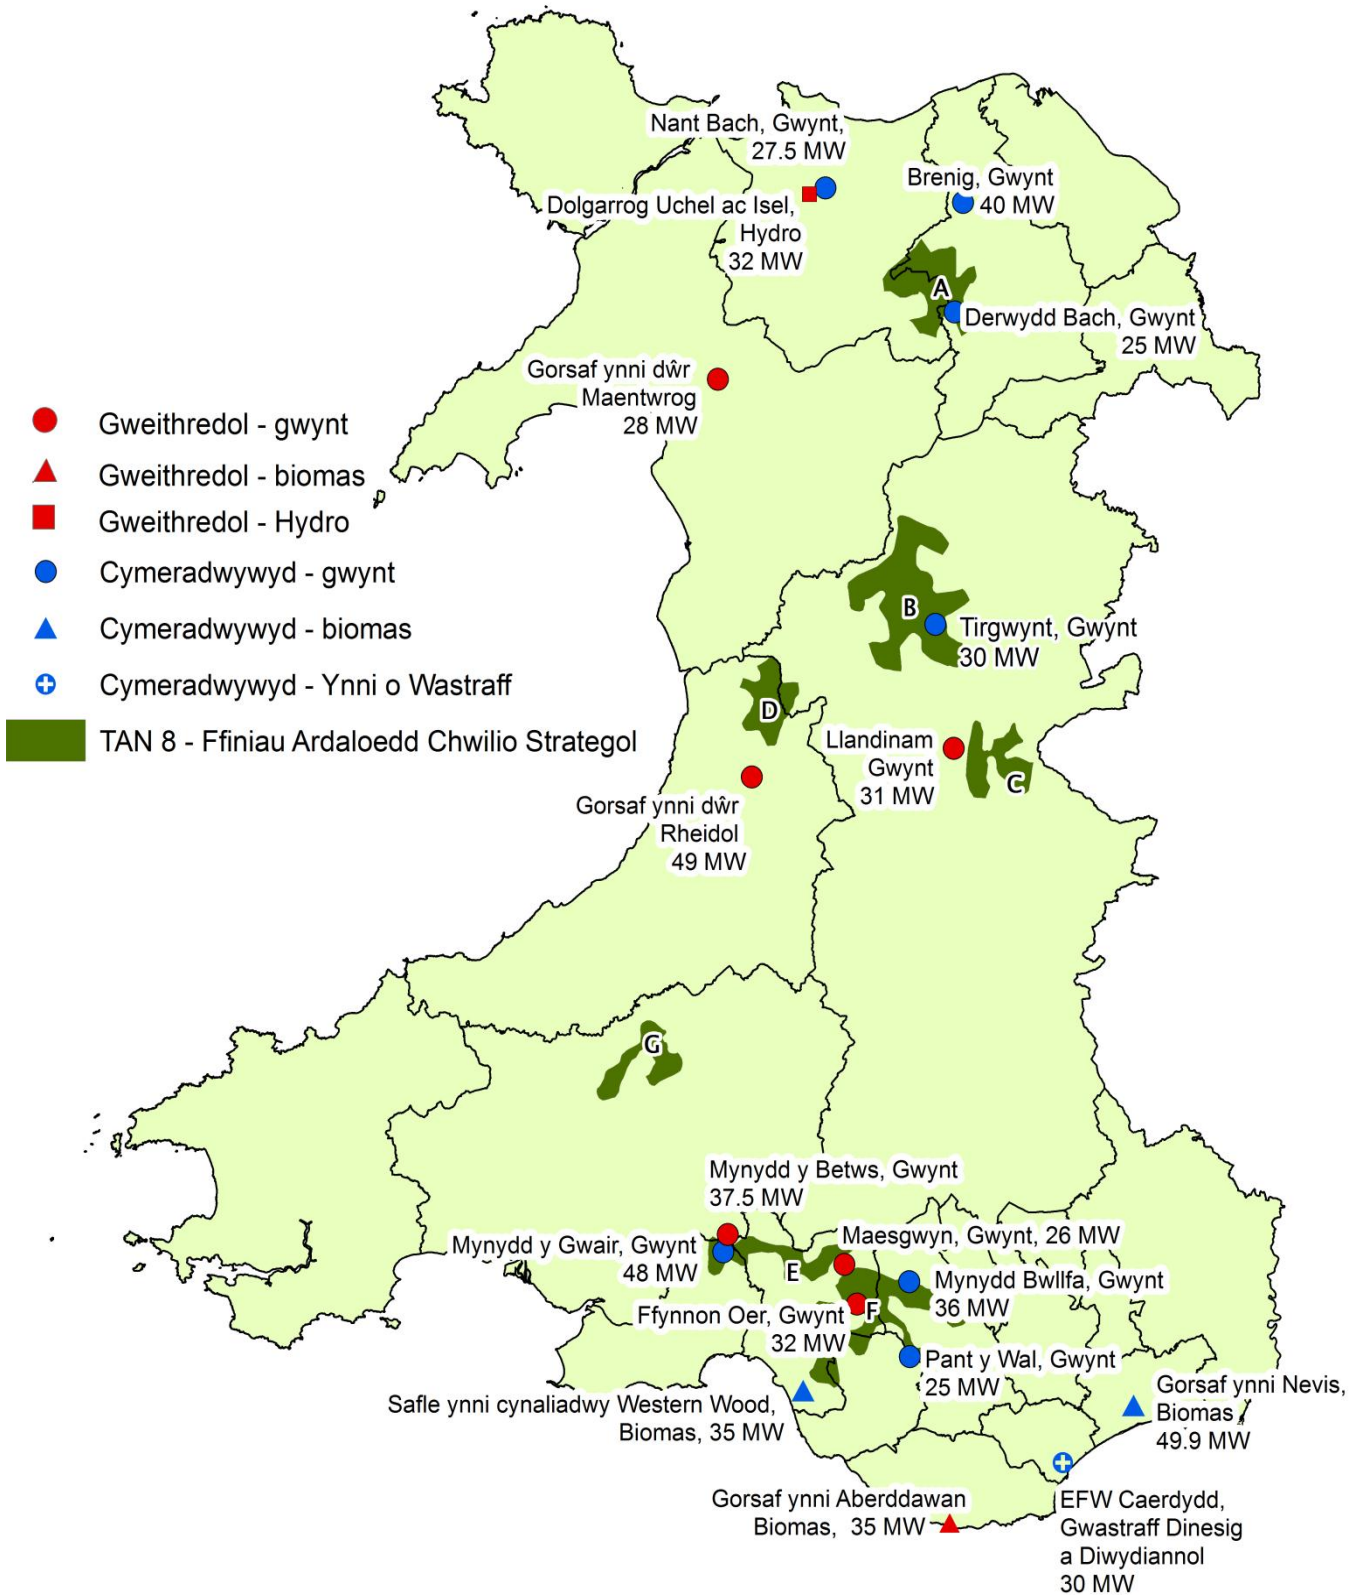 Nant Bach, Gwynt,
27.5 MW
Brenig, Gwynt
40 MW
Dolgarrog Uchel ac Isel,
Hydro
32 MW
A
Derwydd Bach, Gwynt
25 MW
Gorsaf ynni dŵr
Maentwrog
28 MW
Gweithredol - gwynt
Gweithredol - biomas
Gweithredol - Hydro
Cymeradwywyd - gwynt
Cymeradwywyd - biomas
Cymeradwywyd - Ynni o Wastraff
TAN 8 - Ffiniau Ardaloedd Chwilio Strategol
B
Tirgwynt, Gwynt
30 MW
D
Llandinam
Gwynt
31 MW
C
Gorsaf ynni dŵr
Rheidol
49 MW
G
Mynydd y Betws, Gwynt
37.5 MW
Mynydd y Gwair, Gwynt
48 MW
E
Maesgwyn, Gwynt, 26 MW
Mynydd Bwllfa, Gwynt
36 MW
F
Ffynnon Oer, Gwynt
32 MW
Pant y Wal, Gwynt
25 MW
Safle ynni cynaliadwy Western Wood,
Biomas, 35 MW
Gorsaf ynni Nevis,
Biomas
49.9 MW
Gorsaf ynni Aberddawan
Biomas, 35 MW
EFW Caerdydd,
Gwastraff Dinesig
a Diwydiannol
30 MW